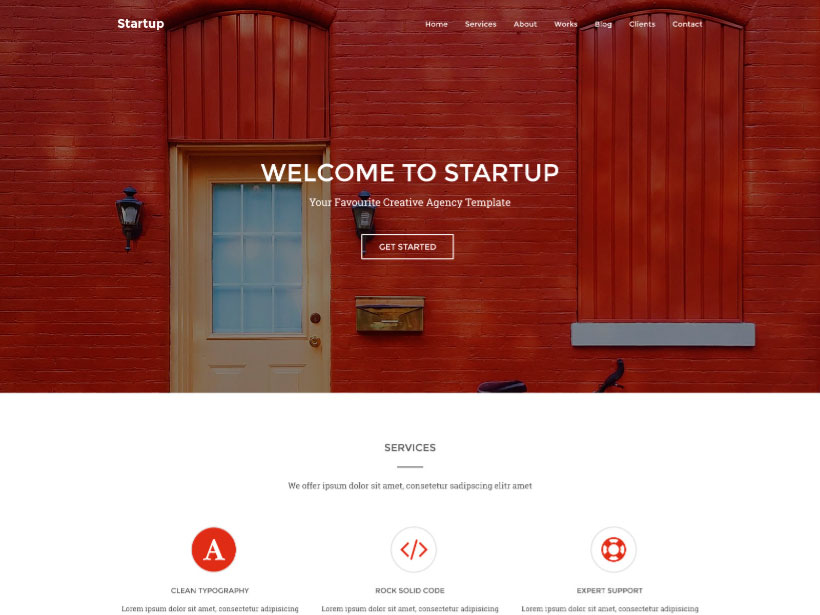 Startup
Home Services About Works Blog Clients Contact
WELCOME TO STARTUP
Your Favourite Creative Agency Template
GET STARTED
SERVICES
We offer ipsum dolor sit amet, consetetur sadipscing elitr amet
A </>
CLEAN TYPOGRAPHY ROCK SOLID CODE EXPERT SUPPORT
Lorem ipsum dolor sit amet, consectetur adipisicing Lorem ipsum dolor sit amet, consectetur adipisicing Lorem ipsum dolor sit amet, consectetur adipisicing